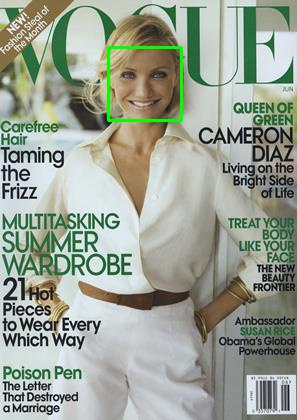 NEW!
Fashion Steal of
the Month
VOGUE
JUN
Carefree
Hair
Taming
the
Frizz
QUEEN OF
GREEN
CAMERON
DIAZ
Living on the
Bright Side
of Life
MULTITASKING
SUMMER
WARDROBE
21 Hot
Pieces
to Wear Every
Which Way
TREAT YOUR
BODY
LIKE YOUR
FACE
THE NEW
BEAUTY
FRONTIER
Ambassador
SUSAN RICE
Obama's Global
Powerhouse
Poison Pen
The Letter
That Destroyed
a Marriage